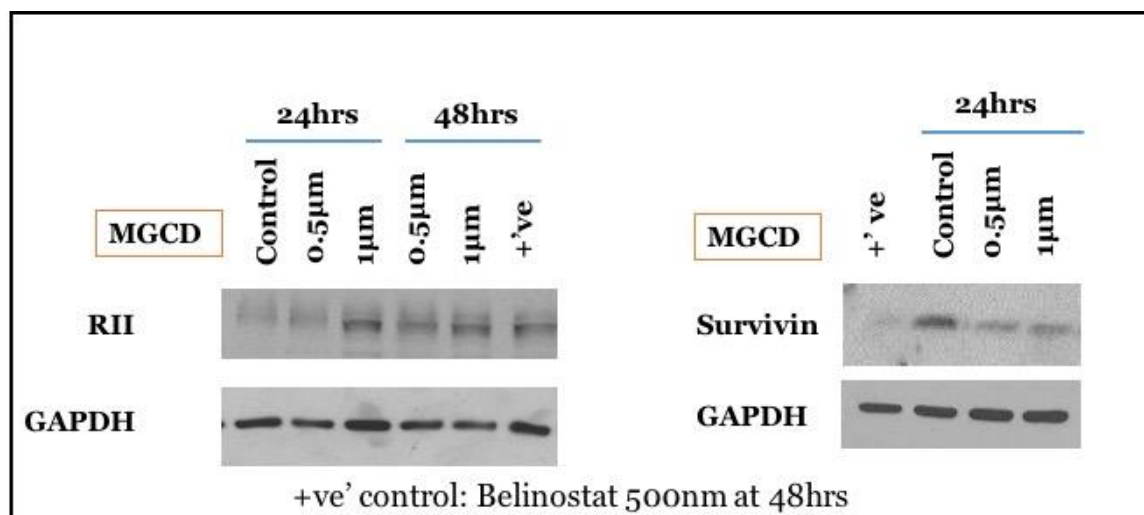 24hrs 48hrs
Control 0.5µm 1µm 0.5µm 1µm +'ve
MGCD
RII
GAPDH
24hrs
+' ve Control 0.5µm 1µm
MGCD
Survivin
GAPDH
+ve' control: Belinostat 500nm at 48hrs